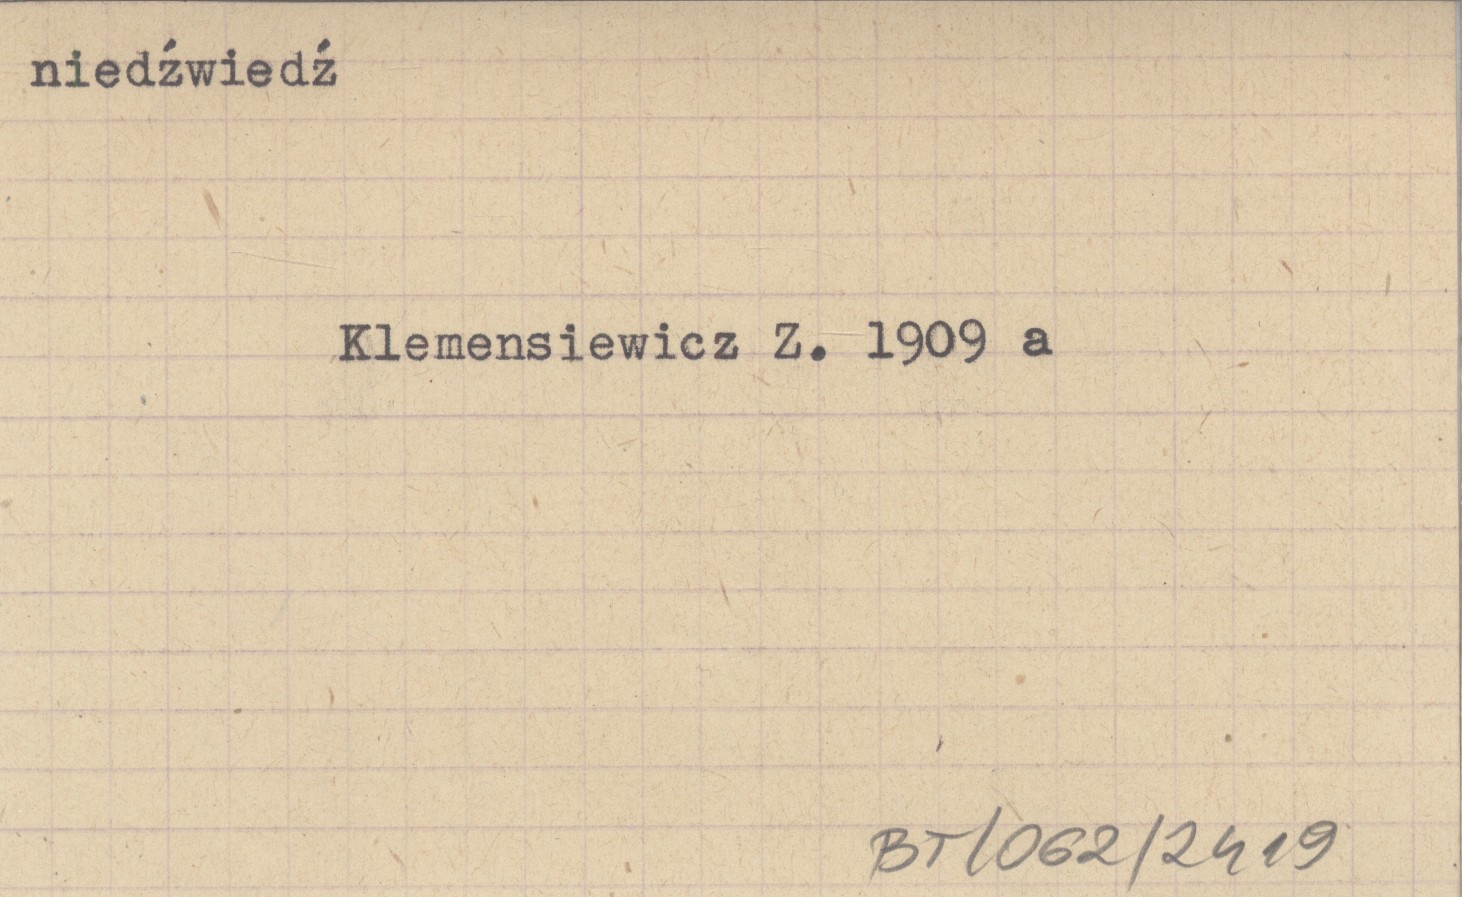 niedźwiedź
Klemensiewicz Z. 1909 a
BT/062/2419